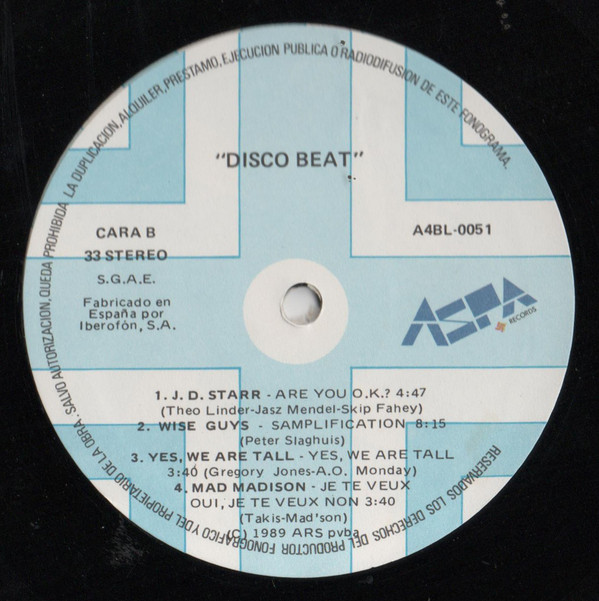 RESERVADOS LOS DERECHOS DEL PRODUCTOR FONOGRAFICO Y DEL PROPIETARIO DE LA OBRA. SALVO AUTORIZACION, QUEDA PROHIBIDA LA DUPLICACION, ALQUILER, PRESTAMO, EJECUCION PUBLICA O RADIODIFUSION DE ESTE FONOGRAMA.
"DISCO BEAT"
CARA B
33 STEREO
S.G.A.E.
Fabricado en
España por
Iberofón, S.A.
A4BL-0051
ASPA
RECORDS
1. J. D. STARR - ARE YOU O.K.? 4:47
(Theo Linder-Jasz Mendel-Skip Fahey)
2. WISE GUYS - SAMPLIFICATION 8:15
(Peter Slaghuis)
3. YES, WE ARE TALL - YES, WE ARE TALL
3:40 (Gregory Jones-A.O. Monday)
4. MAD MADISON - JE TE VEUX
OUI, JE TE VEUX NON 3:40
(Takis-Mad'son)
(C) 1989 ARS pvba